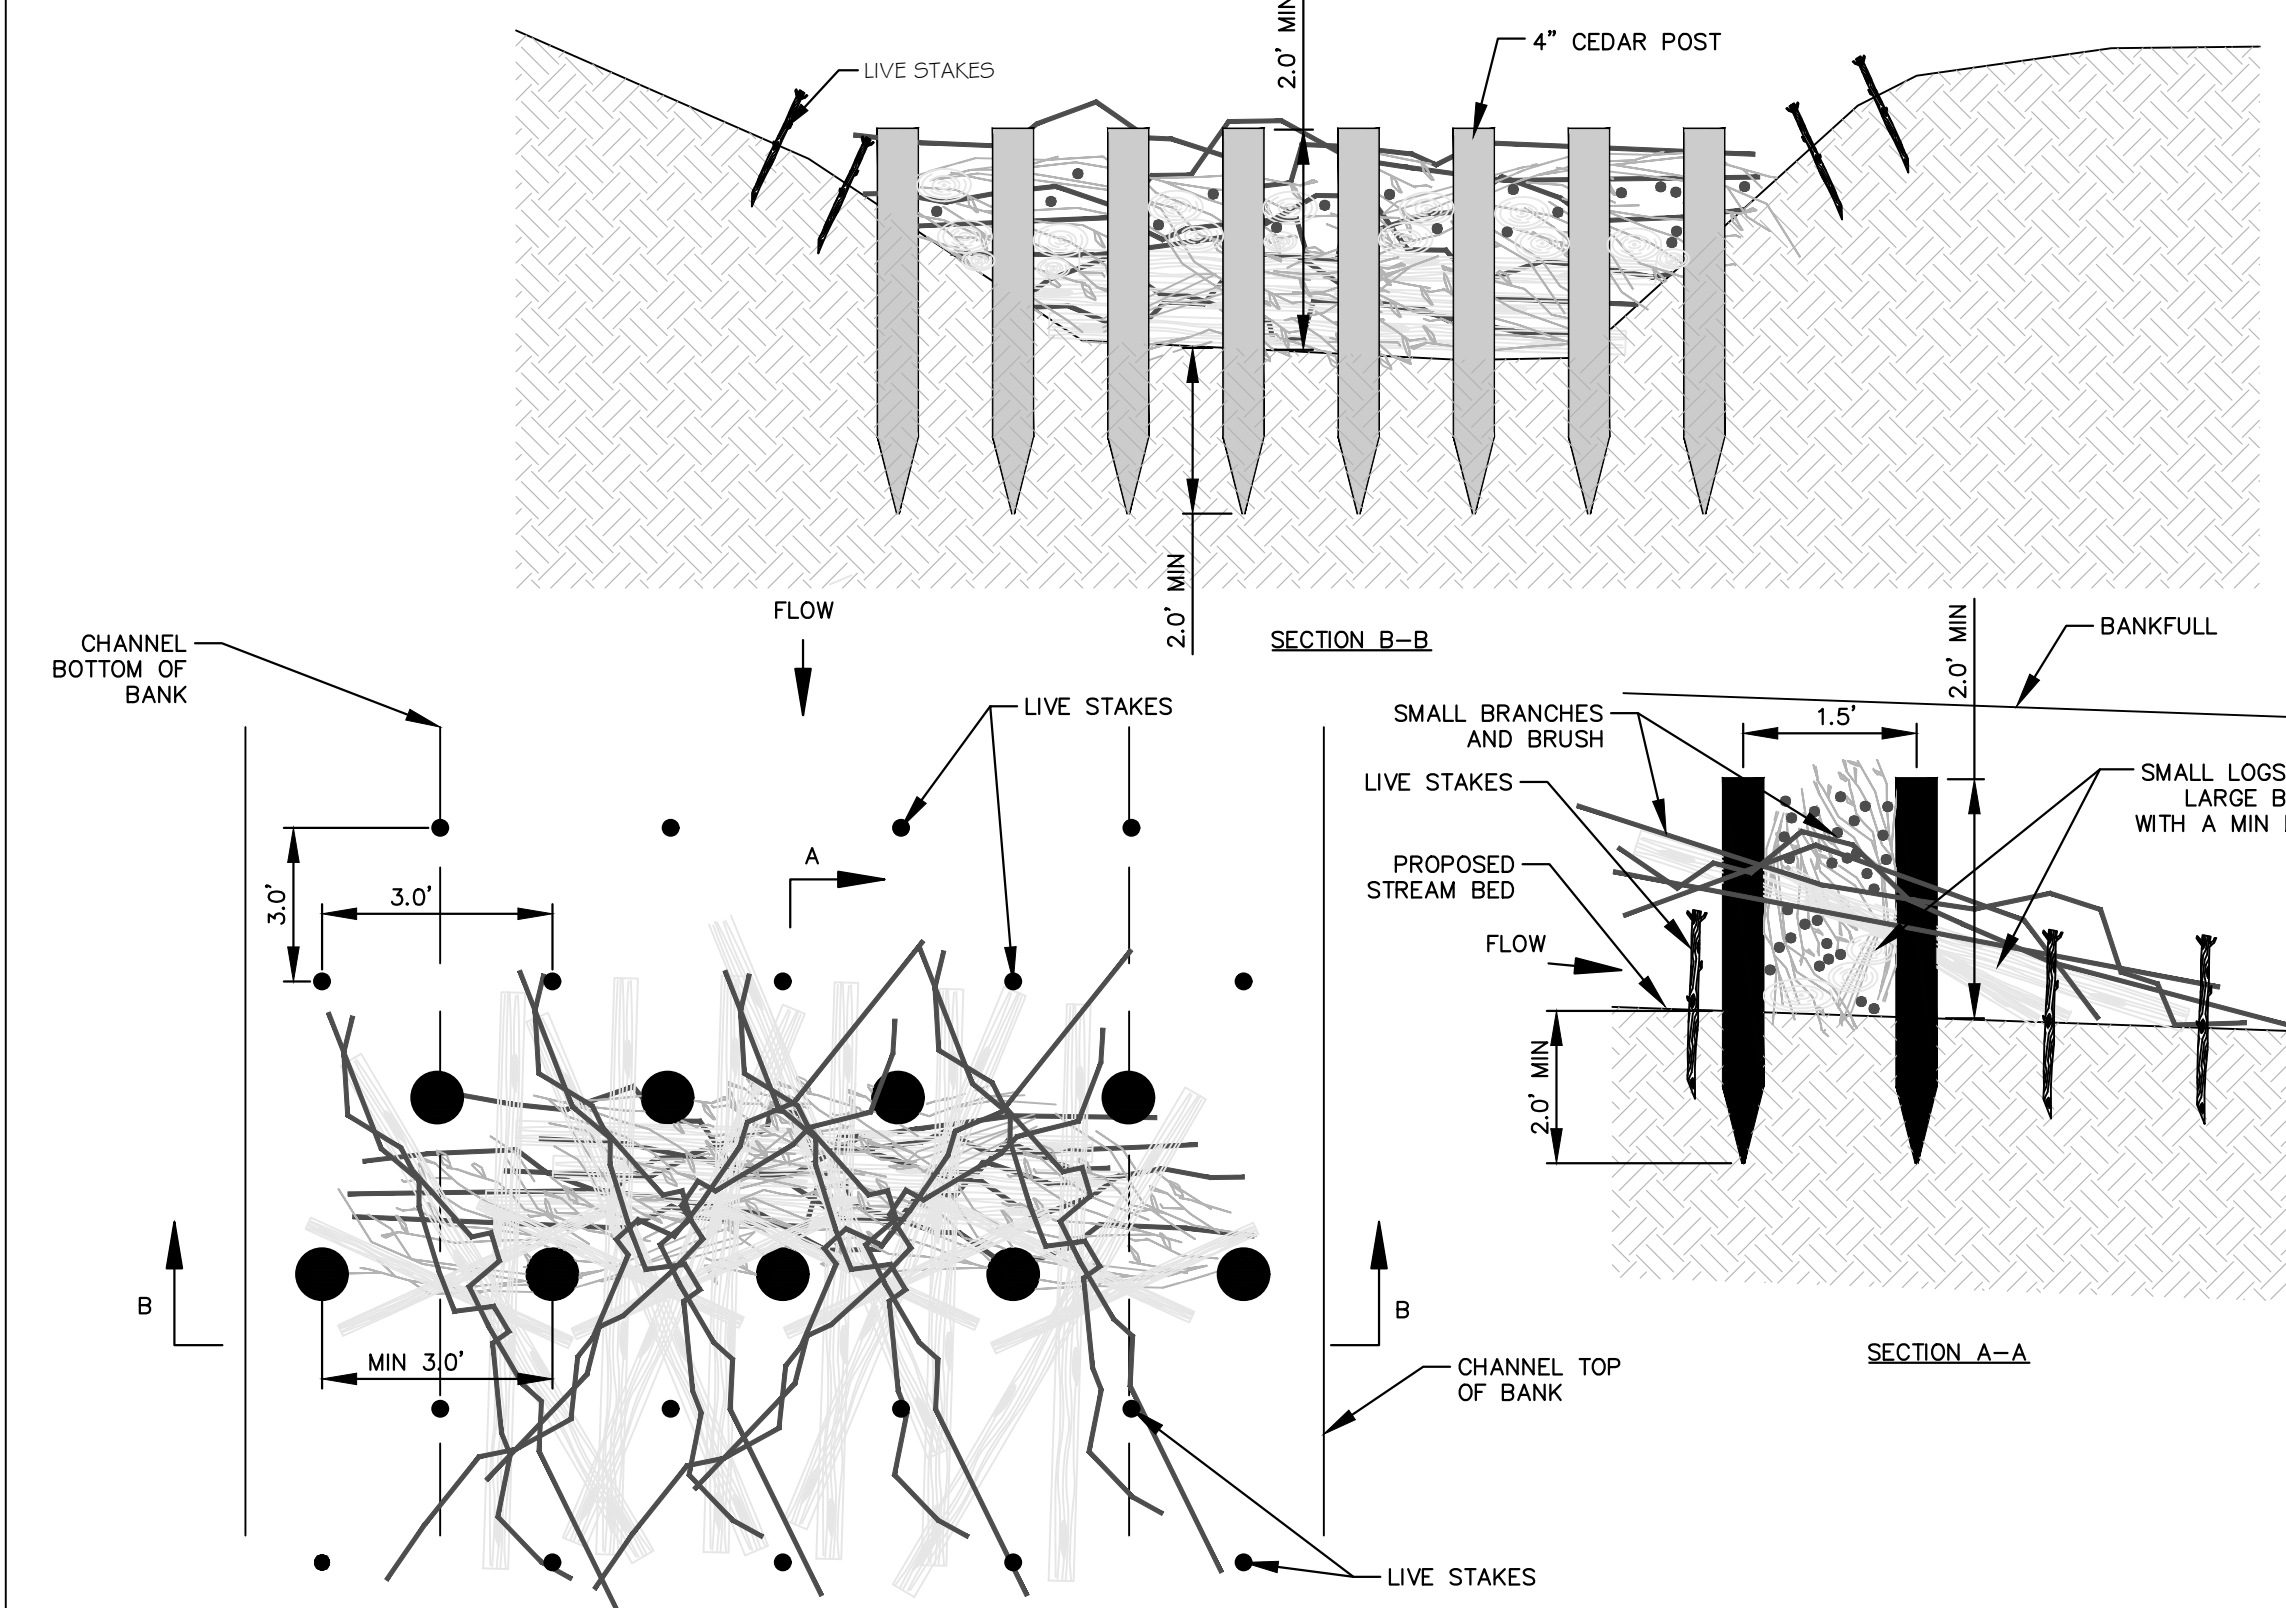 2.0' MIN
4" CEDAR POST
LIVE STAKES
2.0' MIN
SECTION B-B
FLOW
CHANNEL
BOTTOM OF
BANK
LIVE STAKES
3.0'
3.0'
A
B
B
MIN 3.0'
CHANNEL TOP
OF BANK
LIVE STAKES
BANKFULL
2.0' MIN
1.5'
SMALL BRANCHES
AND BRUSH
LIVE STAKES
PROPOSED
STREAM BED
FLOW
SMALL LOGS
LARGE B
WITH A MIN
2.0' MIN
SECTION A-A